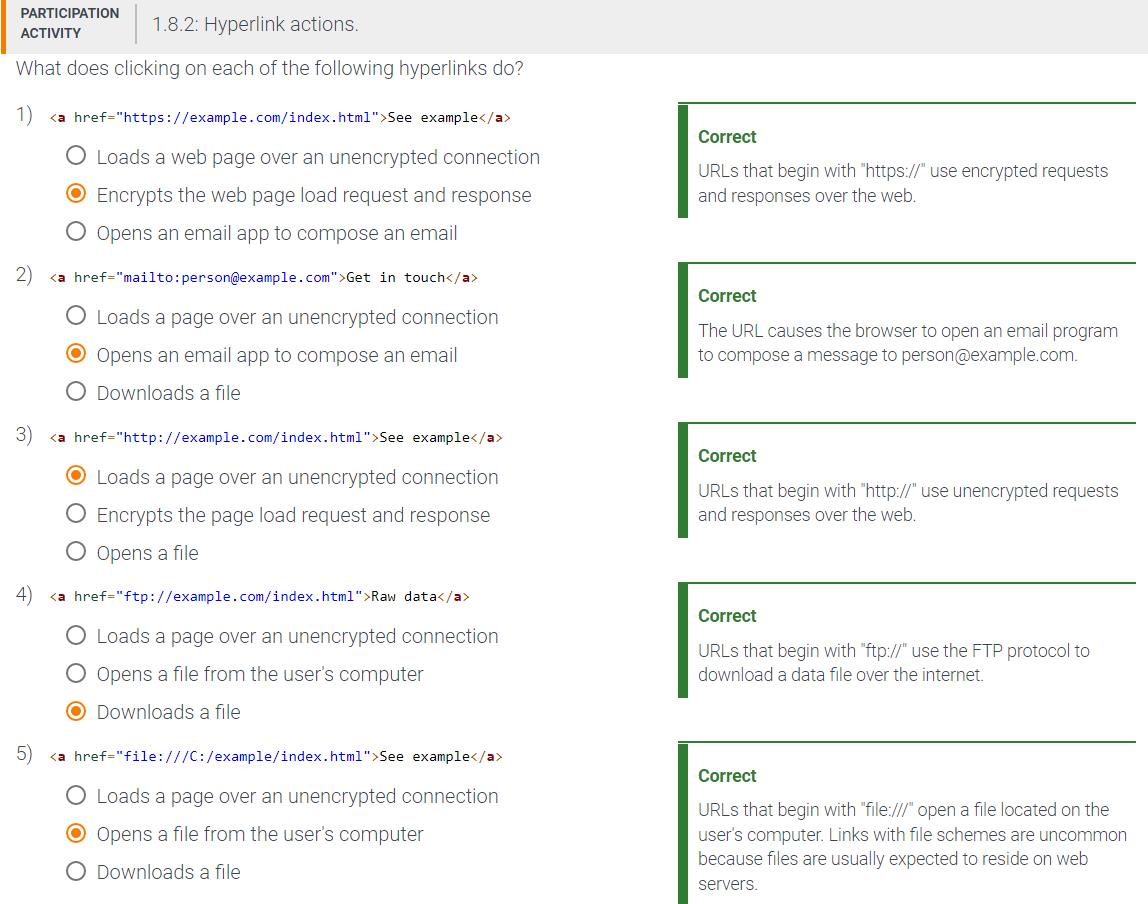 PARTICIPATION
ACTIVITY
1.8.2: Hyperlink actions.
What does clicking on each of the following hyperlinks do?
1) <a href="https://example.com/index.html">See example</a>
Loads a web page over an unencrypted connection
Encrypts the web page load request and response
Opens an email app to compose an email
Correct
URLs that begin with "https://" use encrypted requests
and responses over the web.
2) <a href="mailto:person@example.com">Get in touch</a>
Loads a page over an unencrypted connection
Opens an email app to compose an email
Downloads a file
Correct
The URL causes the browser to open an email program
to compose a message to person@example.com.
3) <a href="http://example.com/index.html">See example</a>
Loads a page over an unencrypted connection
Encrypts the page load request and response
Opens a file
Correct
URLs that begin with "http://" use unencrypted requests
and responses over the web.
4) <a href="ftp://example.com/index.html">Raw data</a>
Loads a page over an unencrypted connection
Opens a file from the user's computer
Downloads a file
Correct
URLs that begin with "ftp://" use the FTP protocol to
download a data file over the internet.
5) <a href="file:///C:/example/index.html">See example</a>
Loads a page over an unencrypted connection
Opens a file from the user's computer
Downloads a file
Correct
URLs that begin with "file:///" open a file located on the
user's computer. Links with file schemes are uncommon
because files are usually expected to reside on web
servers.